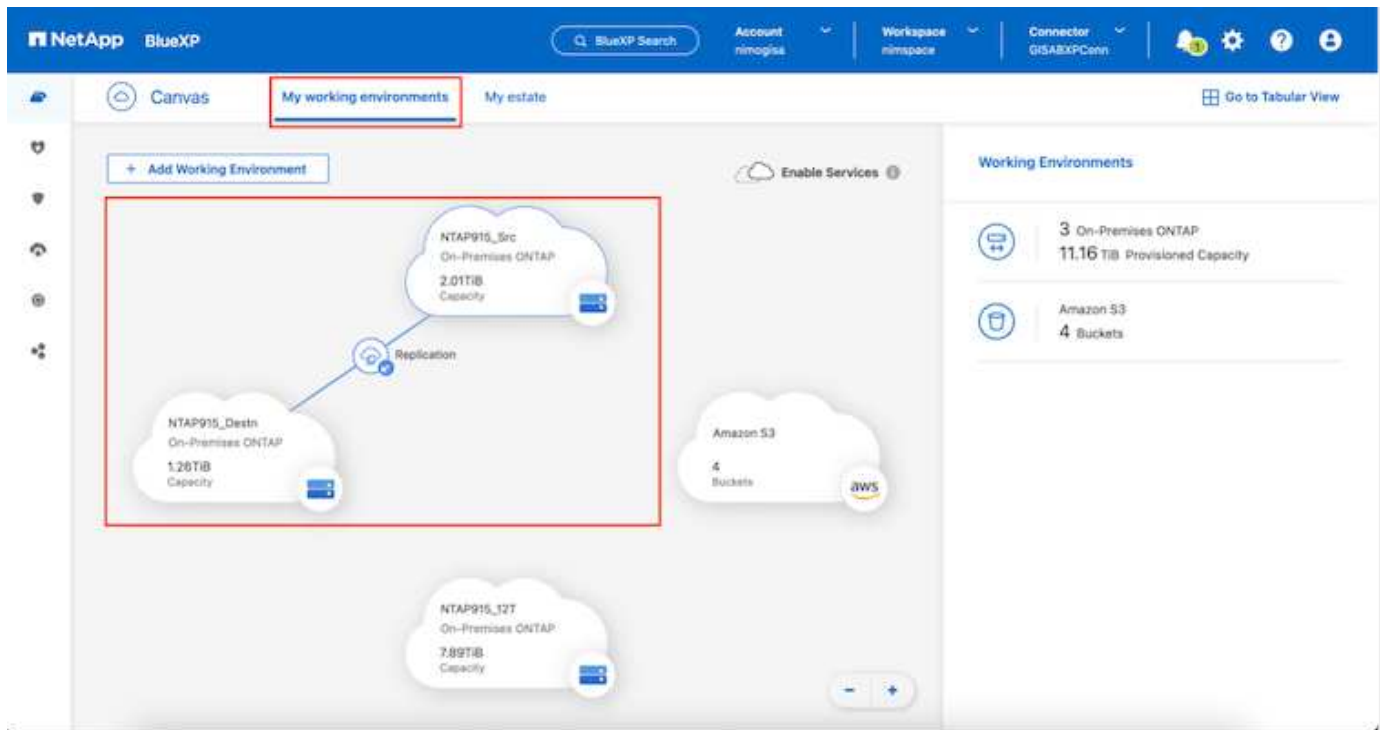 NetApp BlueXP
BlueXP Search
Account
nimogisa
Workspace
nimspace
Connector
GISABXPConn
1
Canvas
My working environments
My estate
Go to Tabular View
+ Add Working Environment
Enable Services
Working Environments
NTAP915_Src
On-Premises ONTAP
2.01TiB
Capacity
Replication
NTAP915_Destn
On-Premises ONTAP
1.26TiB
Capacity
Amazon S3
4
Buckets
aws
NTAP915_12T
On-Premises ONTAP
7.89TiB
Capacity
- +
3 On-Premises ONTAP
11.16 TiB Provisioned Capacity
Amazon S3
4 Buckets